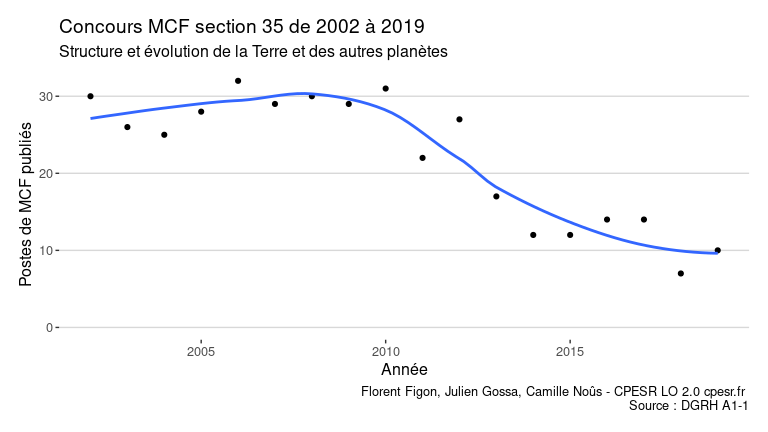 Concours MCF section 35 de 2002 à 2019
Structure et évolution de la Terre et des autres planètes
Postes de MCF publiés
30
20
10
0
2005 2010 2015
Année
Florent Figon, Julien Gossa, Camille Noûs - CPESR LO 2.0 cpesr.fr
Source : DGRH A1-1